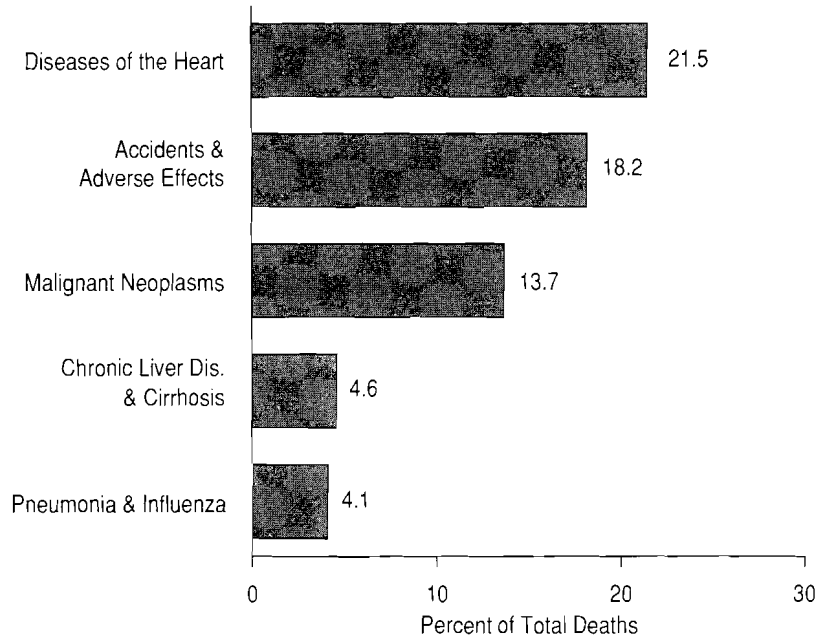 Diseases of the Heart
21.5
Accidents &
Adverse Effects
18.2
Malignant Neoplasms
13.7
Chronic Liver Dis.
& Cirrhosis
4.6
Pneumonia & Influenza
4.1
0
10
20
30
Percent of Total Deaths